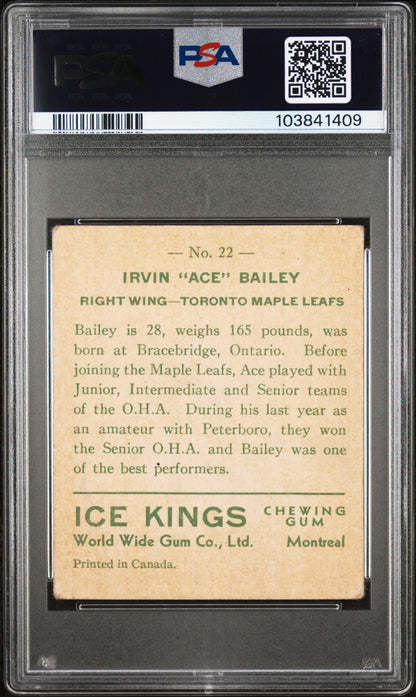 PSA
PSA
103841409
— No. 22 —
IRVIN "ACE" BAILEY
RIGHT WING—TORONTO MAPLE LEAFS
Bailey is 28, weighs 165 pounds, was
born at Bracebridge, Ontario. Before
joining the Maple Leafs, Ace played with
Junior, Intermediate and Senior teams
of the O.H.A. During his last year as
an amateur with Peterboro, they won
the Senior O.H.A. and Bailey was one
of the best performers.
ICE KINGS CHEWING GUM
World Wide Gum Co., Ltd. Montreal
Printed in Canada.